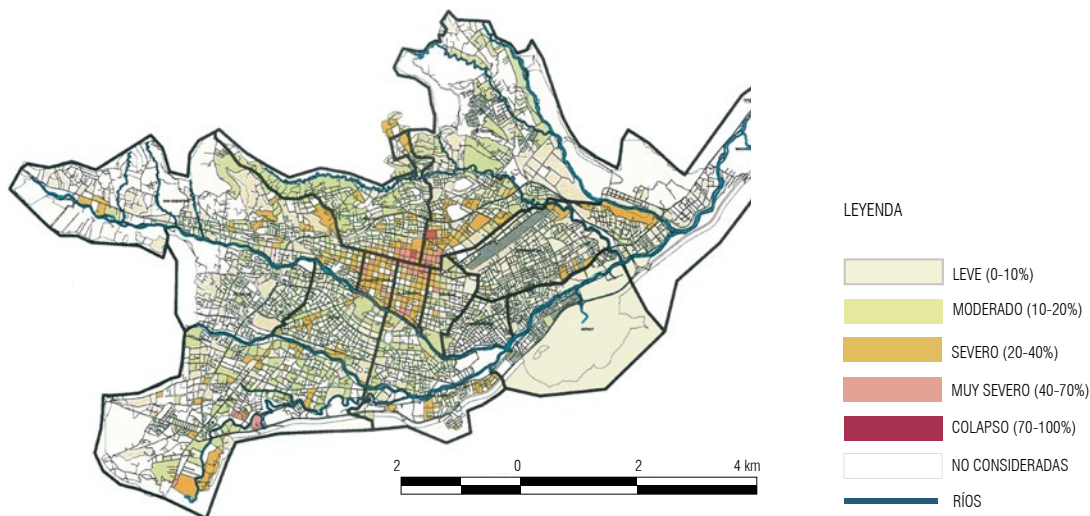 LEYENDA
LEVE (0-10%)
MODERADO (10-20%)
SEVERO (20-40%)
MUY SEVERO (40-70%)
COLAPSO (70-100%)
NO CONSIDERADAS
RÍOS
2 0 2 4 km